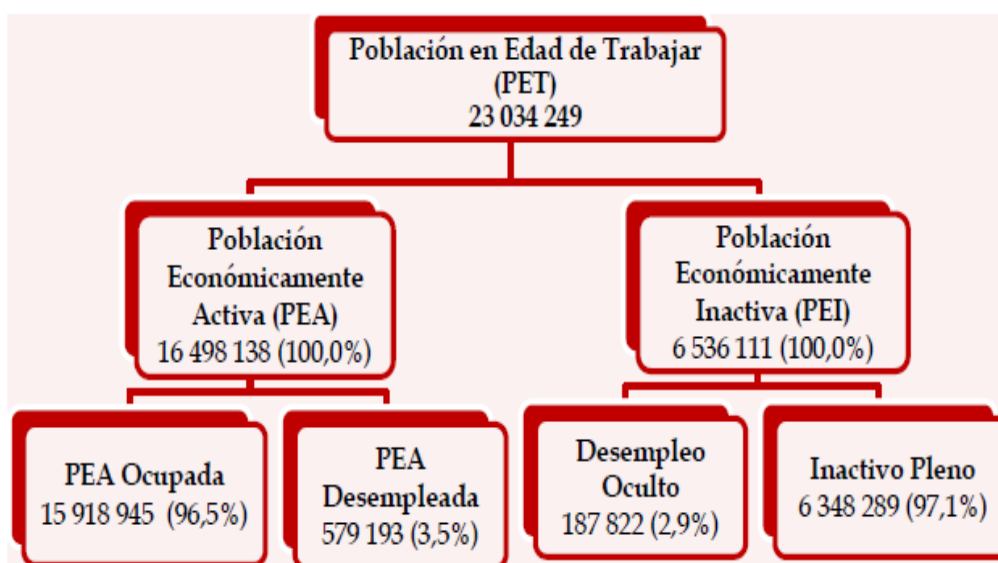 Población en Edad de Trabajar
(PET)
23 034 249
Población
Económicamente
Activa (PEA)
16 498 138 (100,0%)
Población
Económicamente
Inactiva (PEI)
6 536 111 (100,0%)
PEA Ocupada
15 918 945 (96,5%)
PEA
Desempleada
579 193 (3,5%)
Desempleo
Oculto
187 822 (2,9%)
Inactivo Pleno
6 348 289 (97,1%)